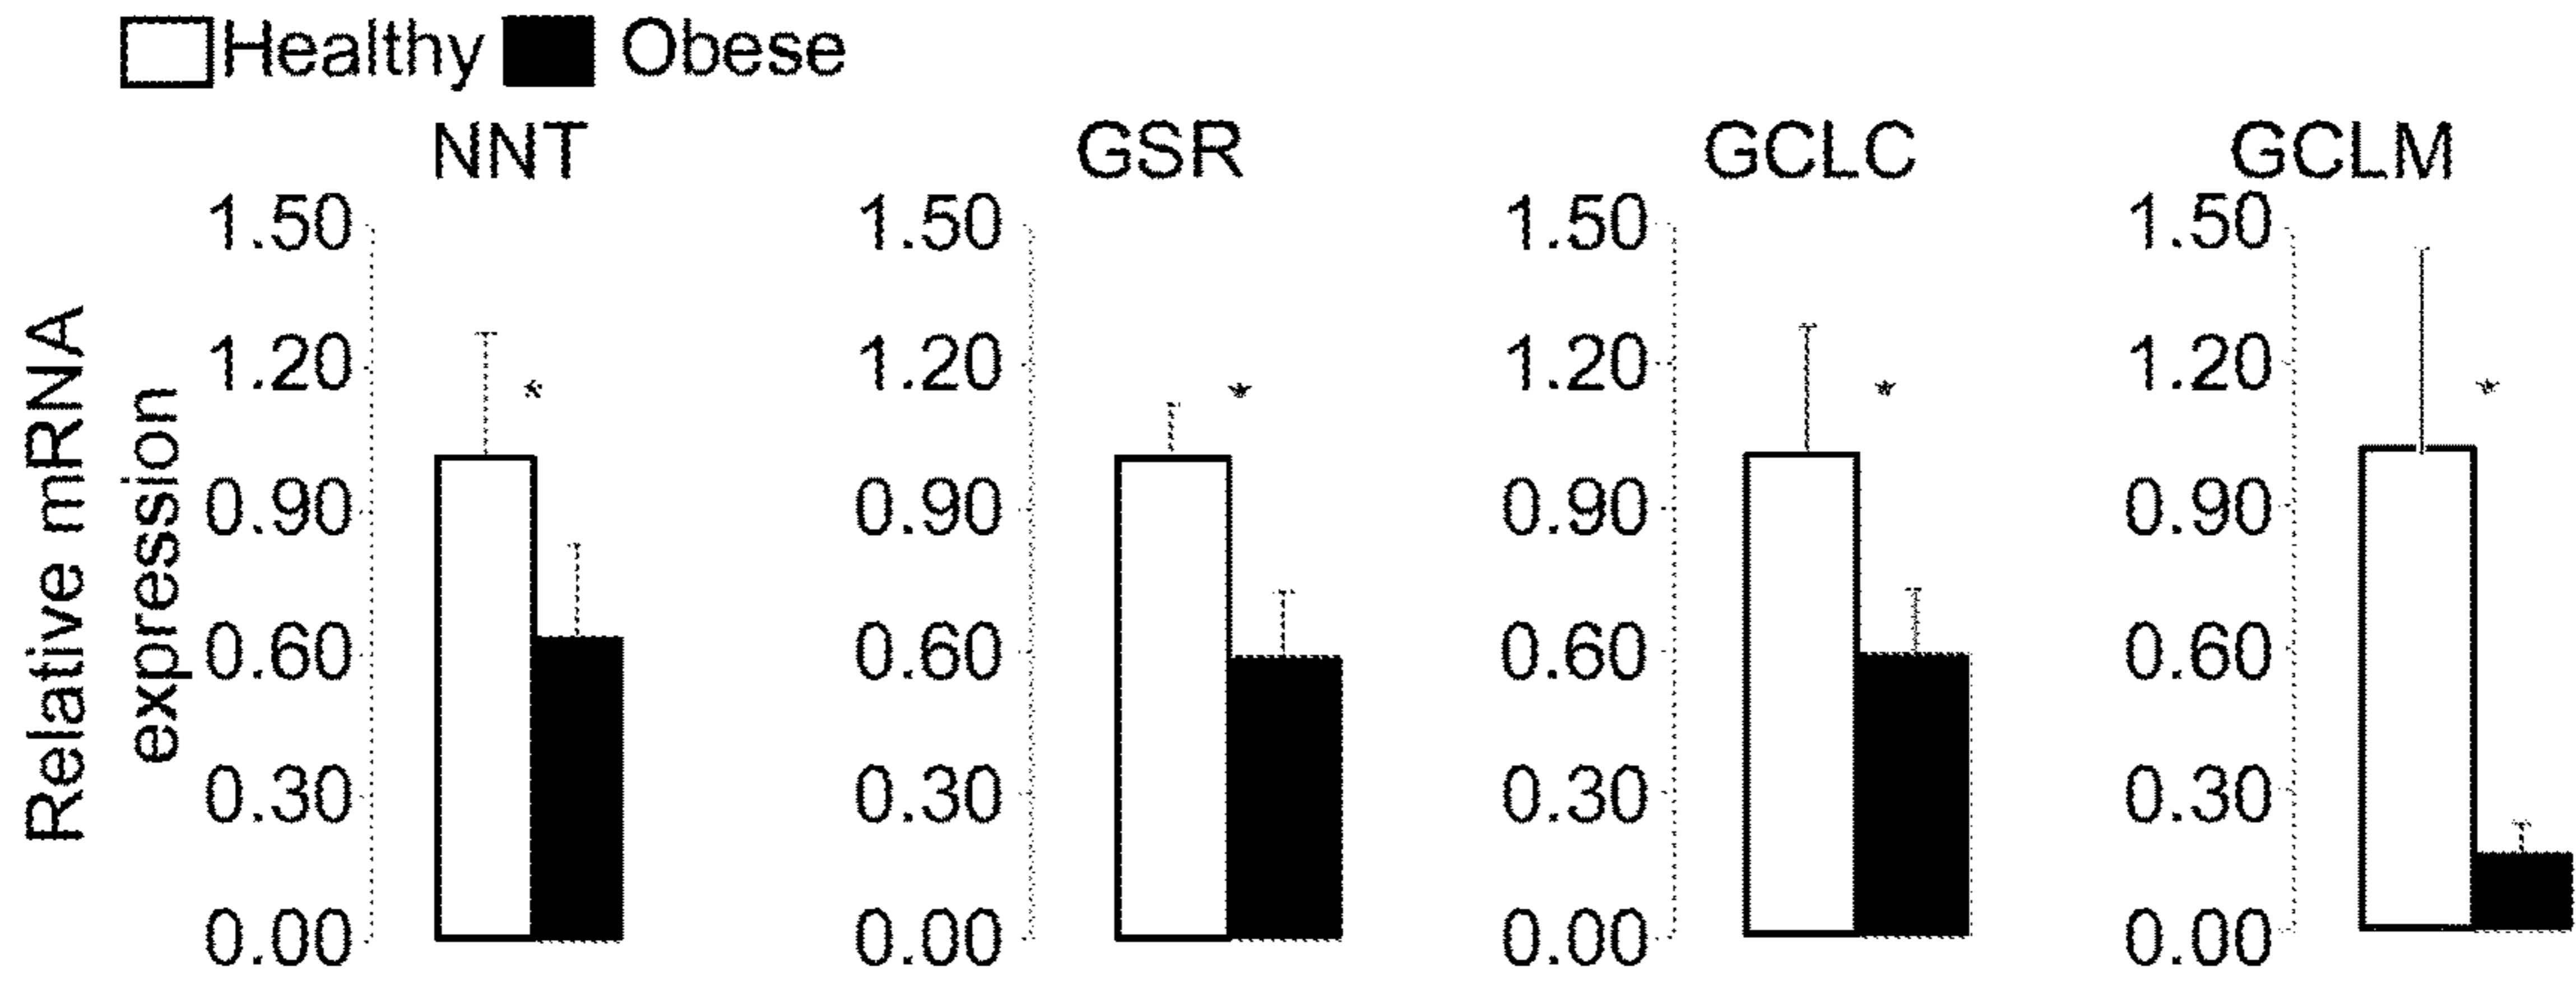 Healthy Obese
NNT GSR GCLC GCLM
1.50 1.50 1.50 1.50
1.20 1.20 1.20 1.20
* * * *
0.90 0.90 0.90 0.90
0.60 0.60 0.60 0.60
0.30 0.30 0.30 0.30
0.00 0.00 0.00 0.00
Relative mRNA
expression